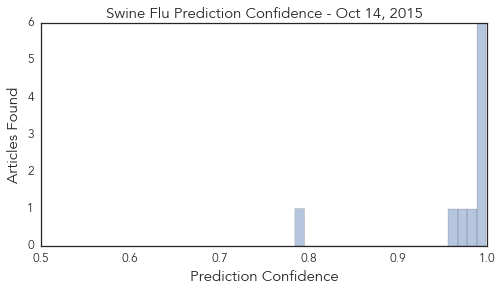 Swine Flu Prediction Confidence - Oct 14, 2015
Articles Found
6
5
4
3
2
1
0
0.5 0.6 0.7 0.8 0.9 1.0
Prediction Confidence